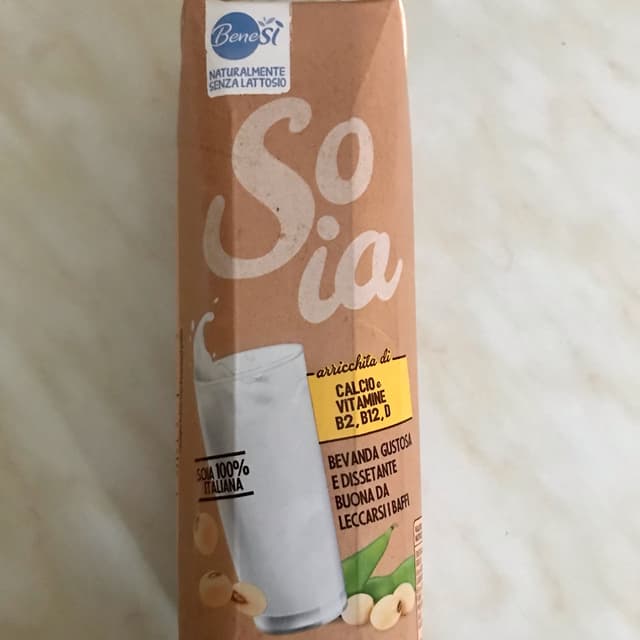 BeneSì
NATURALMENTE
SENZA LATTOSIO
So
ia
arricchita di
CALCIO e
VITAMINE
B2, B12, D
SOIA 100%
ITALIANA
BEVANDA GUSTOSA
E DISSETANTE
BUONA DA
LECCARSI I BAFFI